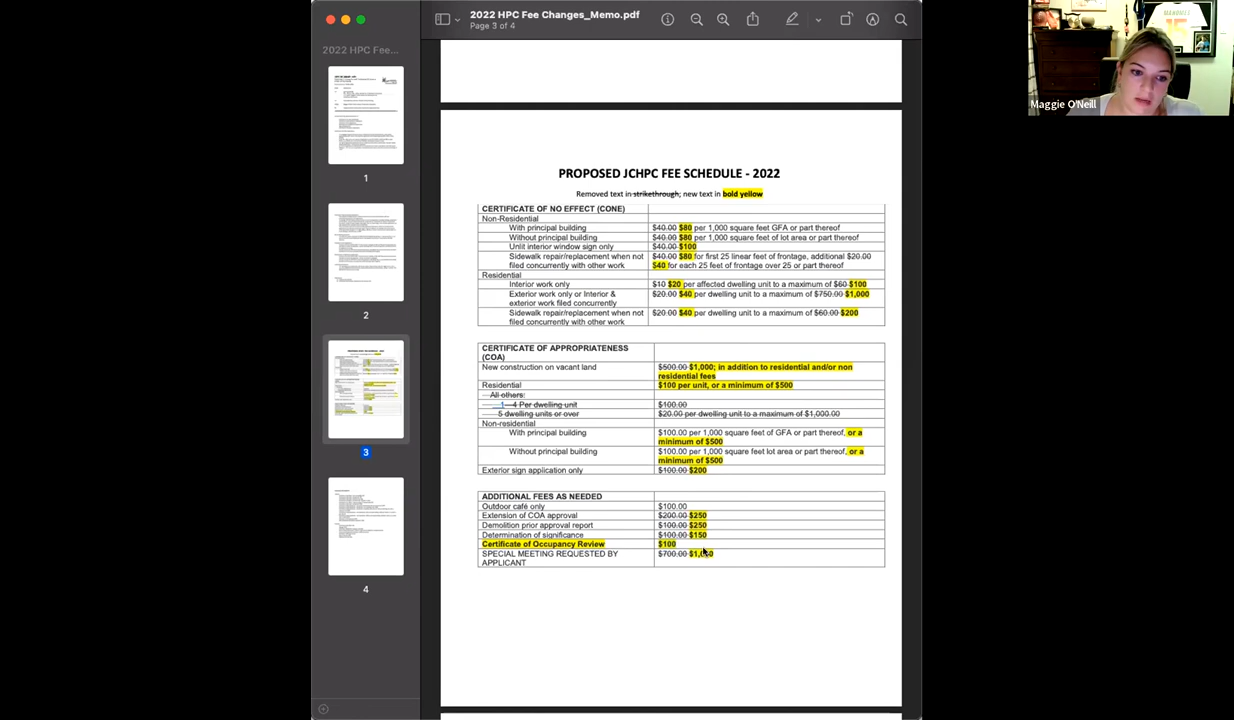 2022 HPC Fee Changes_Memo.pdf
Page 3 of 4
2022 HPC Fee...
1
2
3
4
Maggie O'Neill
PROPOSED JCHPC FEE SCHEDULE - 2022
Removed text in strikethrough; new text in bold yellow
CERTIFICATE OF NO EFFECT (CONE)
Non-Residential
With principal building $40.00 $80 per 1,000 square feet GFA or part thereof
Without principal building $40.00 $80 per 1,000 square feet of lot area or part thereof
Unlit interior window sign only $40.00 $100
Sidewalk repair/replacement when not $40.00 $80 for first 25 linear feet of frontage, additional $20.00
filed concurrently with other work $40 for each 25 feet of frontage over 25 or part thereof
Residential
Interior work only $10 $20 per affected dwelling unit to a maximum of $60 $100
Exterior work only or Interior & $20.00 $40 per dwelling unit to a maximum of $750.00 $1,000
exterior work filed concurrently
Sidewalk repair/replacement when not $20.00 $40 per dwelling unit to a maximum of $60.00 $200
filed concurrently with other work
CERTIFICATE OF APPROPRIATENESS
(COA)
New construction on vacant land $500.00 $1,000; in addition to residential and/or non
residential fees
Residential $100 per unit, or a minimum of $500
All others:
1-4 Per dwelling unit $100.00
5 dwelling units or over $20.00 per dwelling unit to a maximum of $1,000.00
Non-residential
With principal building $100.00 per 1,000 square feet of GFA or part thereof, or a
minimum of $500
Without principal building $100.00 per 1,000 square feet lot area or part thereof, or a
minimum of $500
Exterior sign application only $100.00 $200
ADDITIONAL FEES AS NEEDED
Outdoor café only $100.00
Extension of COA approval $200.00 $250
Demolition prior approval report $100.00 $250
Determination of significance $100.00 $150
Certificate of Occupancy Review $100
SPECIAL MEETING REQUESTED BY $700.00
APPLICANT